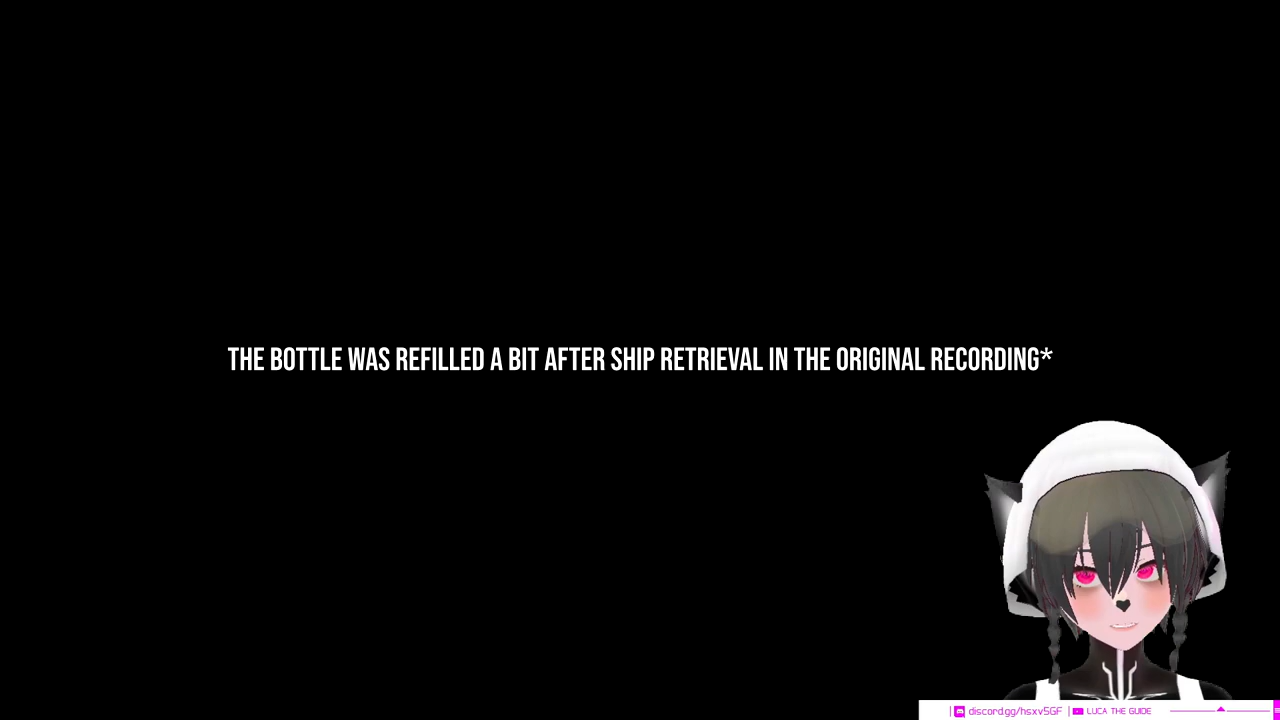 THE BOTTLE WAS REFILLED A BIT AFTER SHIP RETRIEVAL IN THE ORIGINAL RECORDING*
discord.gg/hsxv5GF LUCA THE GUIDE